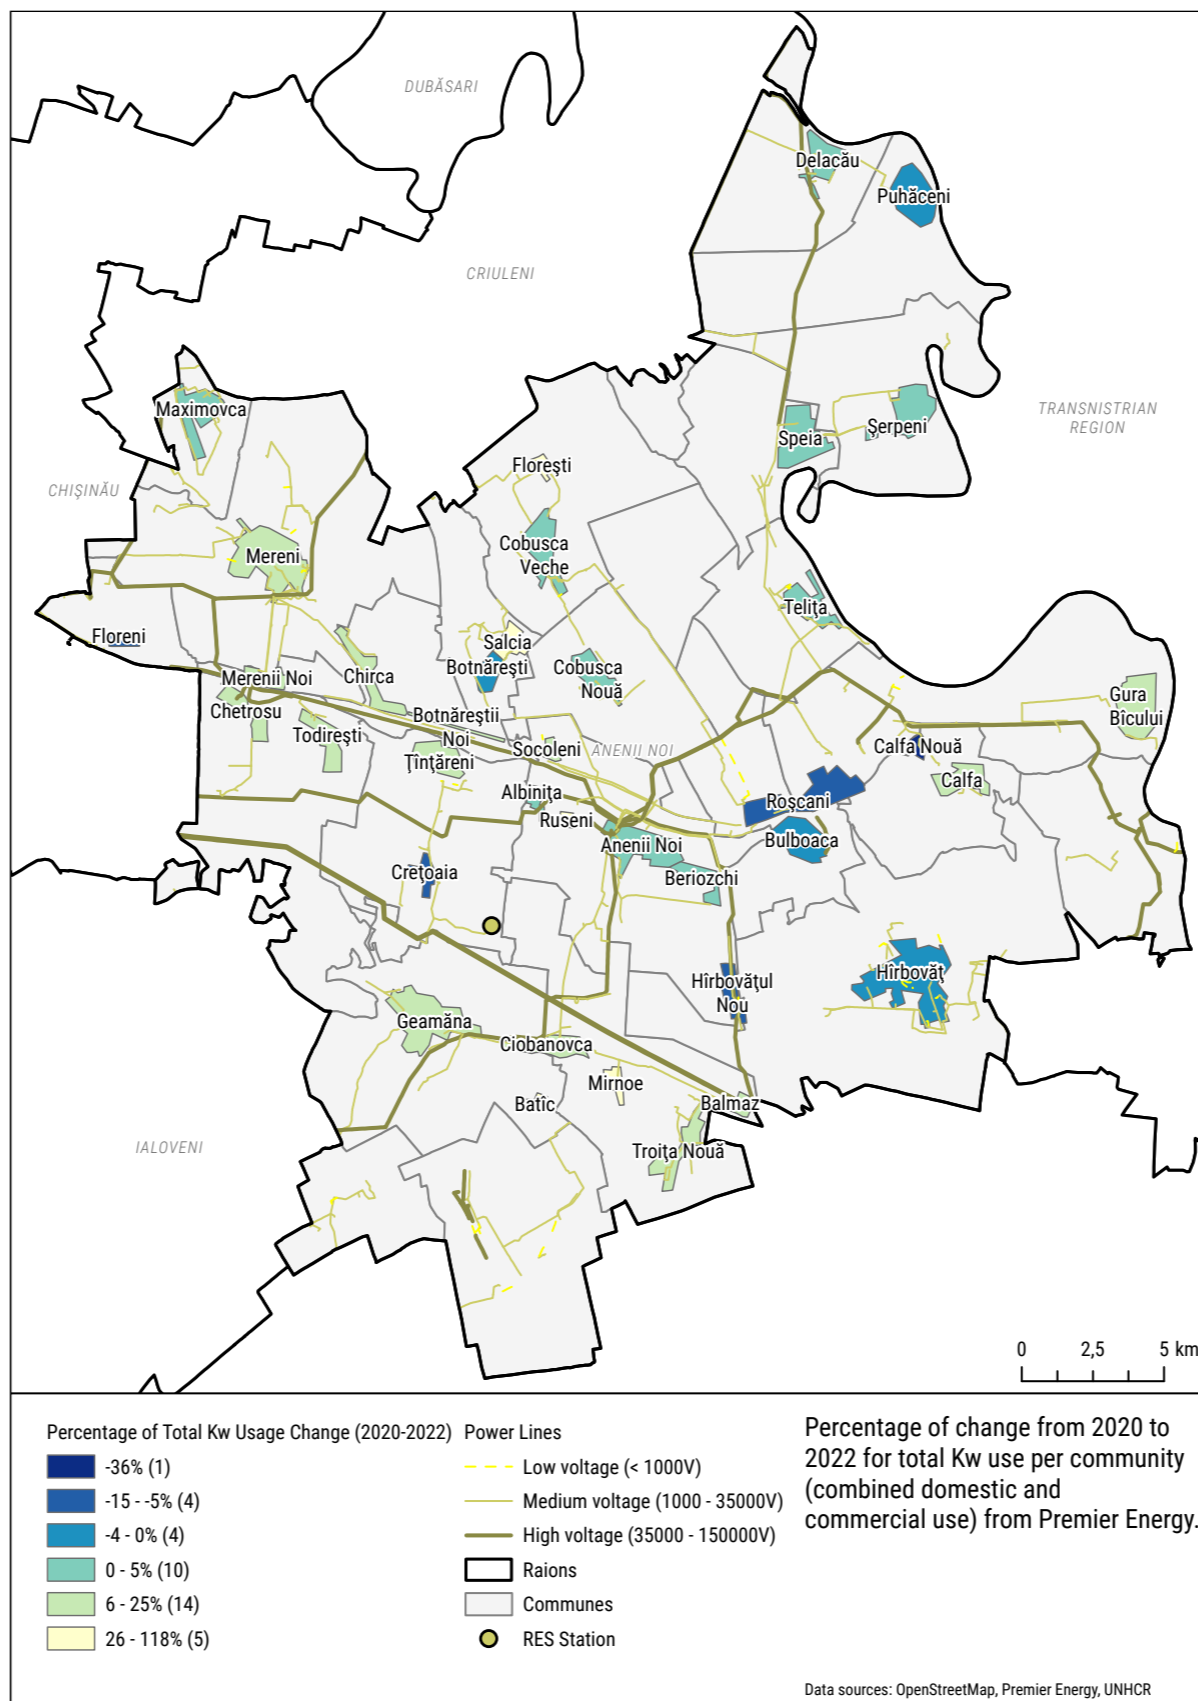 DUBĂSARI
Delacău
Puhăceni
CRIULENI
Maximovca
TRANSNISTRIAN
REGION
Speia
Şerpeni
Floreşti
CHIŞINĂU
Cobusca
Veche
Mereni
Teliţa
Floreni
Salcia
Botnăreşti
Cobusca
Nouă
Merenii Noi
Chirca
Chetrosu
Gura
Bîcului
Todireşti
Botnăreştii
Noi
Ţînţăreni
Socoleni
ANENII NOI
Calfa Nouă
Calfa
Albiniţa
Roşcani
Ruseni
Anenii Noi
Bulboaca
Creţoaia
Beriozchi
Hîrbovăţul
Nou
Hîrbovăţ
Geamăna
Ciobanovca
Mirnoe
Batîc
Balmaz
IALOVENI
Troiţa Nouă
0 2,5 5 km
Percentage of Total Kw Usage Change (2020-2022)
-36% (1)
-15 - -5% (4)
-4 - 0% (4)
0 - 5% (10)
6 - 25% (14)
26 - 118% (5)
Power Lines
Low voltage (< 1000V)
Medium voltage (1000 - 35000V)
High voltage (35000 - 150000V)
Raions
Communes
RES Station
Percentage of change from 2020 to
2022 for total Kw use per community
(combined domestic and
commercial use) from Premier Energy.
Data sources: OpenStreetMap, Premier Energy, UNHCR